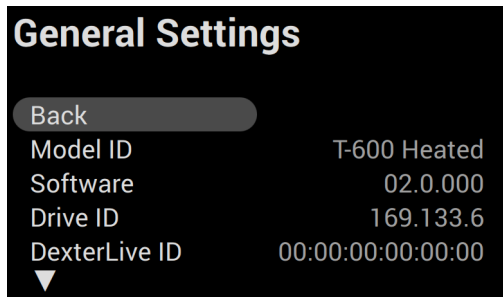 General Settings
Back
Model ID T-600 Heated
Software 02.0.000
Drive ID 169.133.6
DexterLive ID 00:00:00:00:00:00